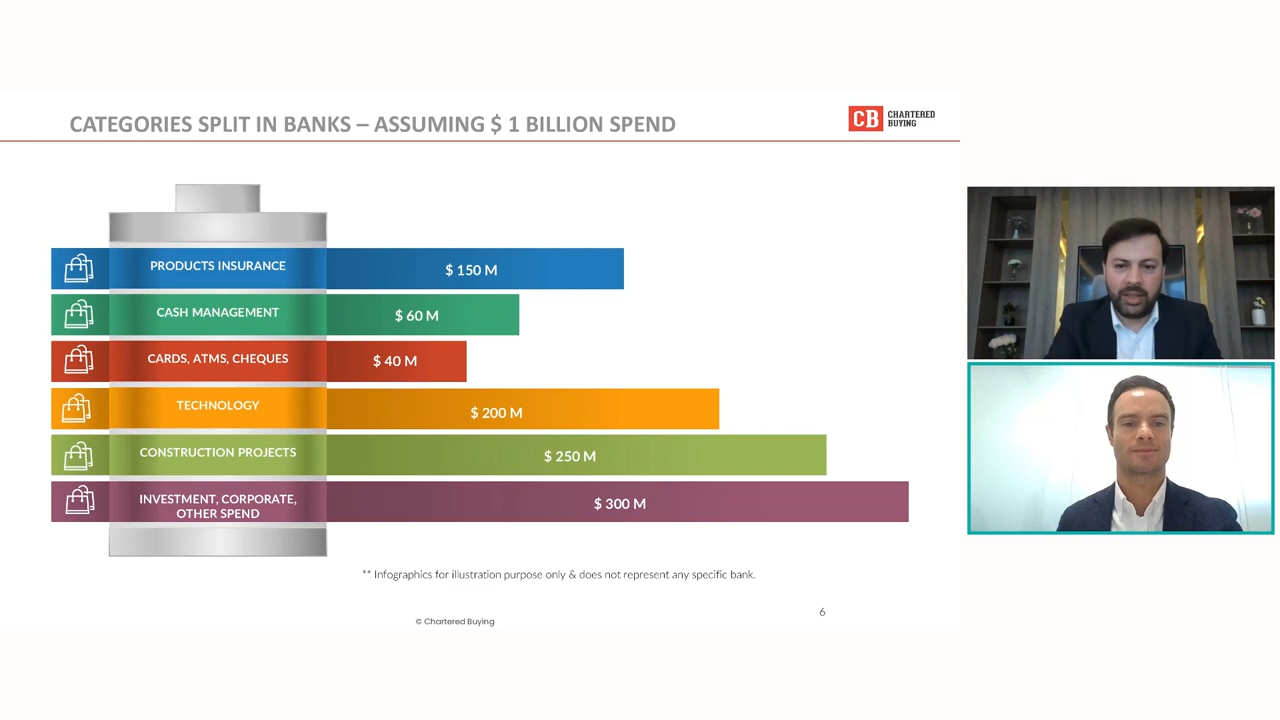 CATEGORIES SPLIT IN BANKS – ASSUMING $ 1 BILLION SPEND
CB CHARTERED
BUYING
PRODUCTS INSURANCE
$ 150 M
CASH MANAGEMENT
$ 60 M
CARDS, ATMS, CHEQUES
$ 40 M
TECHNOLOGY
$ 200 M
CONSTRUCTION PROJECTS
$ 250 M
INVESTMENT, CORPORATE,
OTHER SPEND
$ 300 M
** Infographics for illustration purpose only & does not represent any specific bank.
6
© Chartered Buying